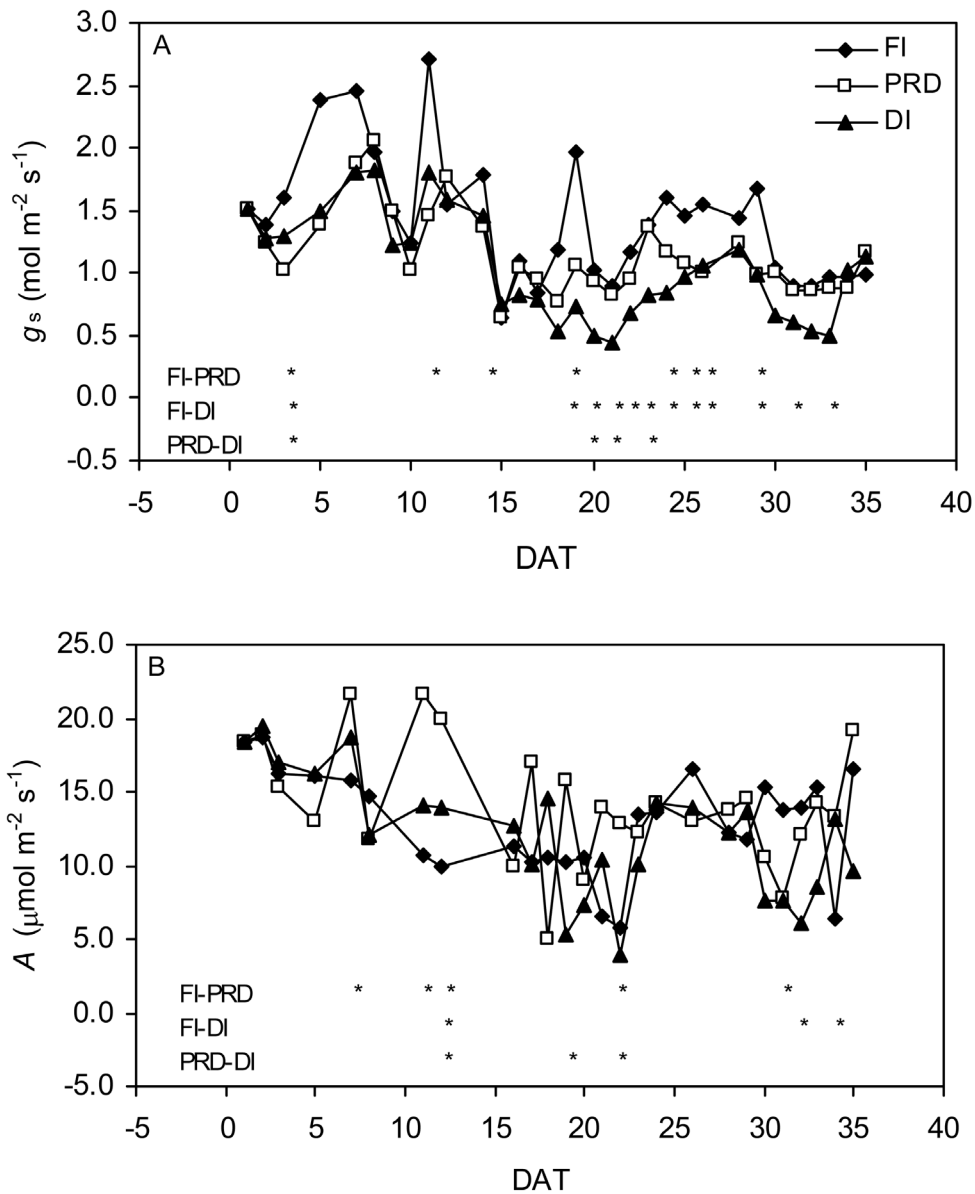 A
FI
PRD
DI
3.0
2.5
2.0
1.5
1.0
0.5
0.0
-0.5
g s (mol m-2 s-1)
FI-PRD * * * * * * * *
FI-DI * * * * * * * * * * * *
PRD-DI * * * *
-5 0 5 10 15 20 25 30 35 40
DAT
B
25.0
20.0
15.0
10.0
5.0
0.0
-5.0
A (μmol m-2 s-1)
FI-PRD * * * * *
FI-DI * * *
PRD-DI * * *
-5 0 5 10 15 20 25 30 35 40
DAT